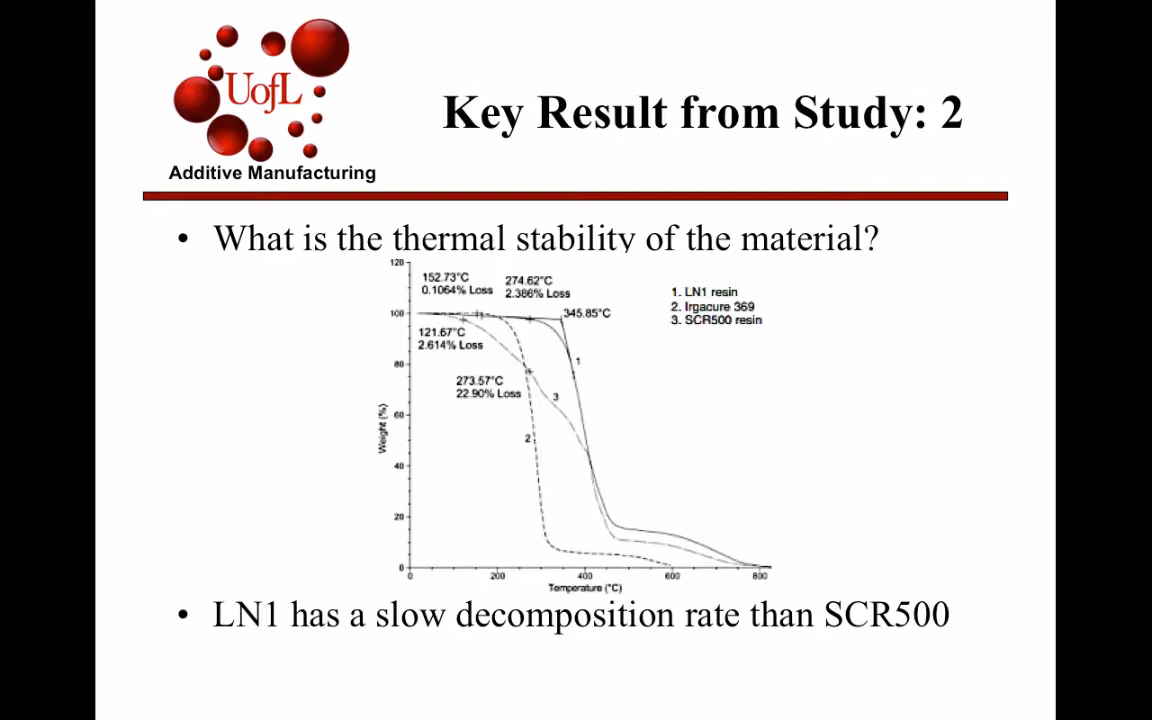 UofL
Additive Manufacturing
Key Result from Study: 2
• What is the thermal stability of the material?
120
100
80
60
40
20
0
Weight (%)
152.73°C
0.1064% Loss
274.62°C
2.386% Loss
345.85°C
121.67°C
2.614% Loss
273.57°C
22.90% Loss
1
2
3
1. LN1 resin
2. Irgacure 369
3. SCR500 resin
0 200 400 600 800
Temperature (°C)
• LN1 has a slow decomposition rate than SCR500